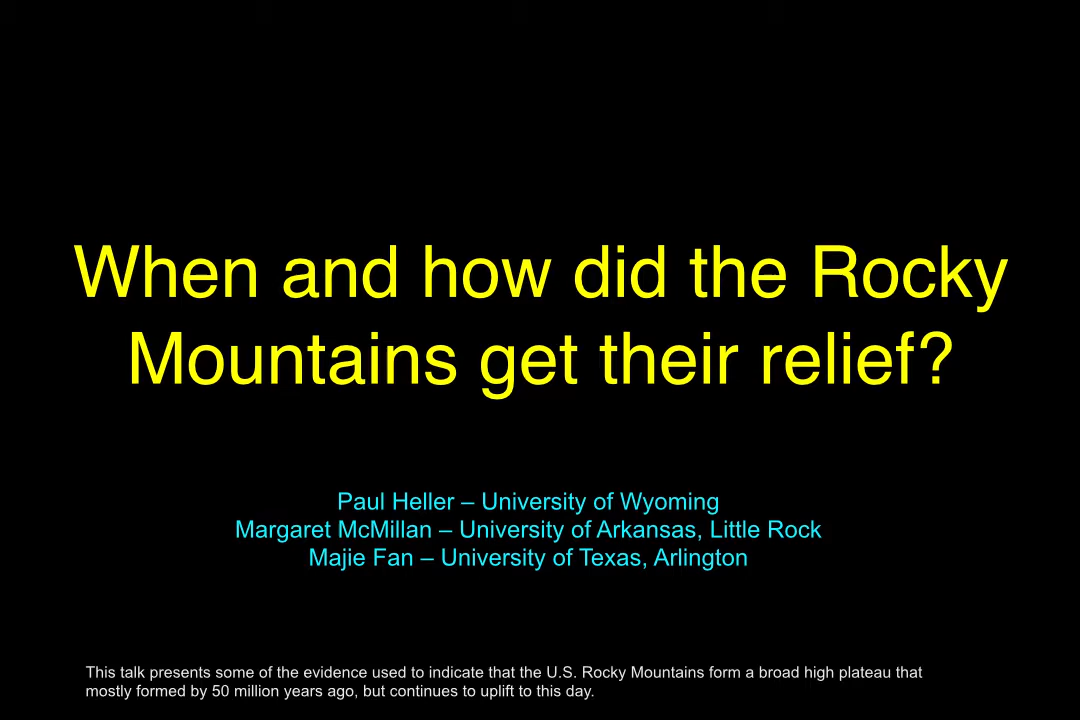 When and how did the Rocky
Mountains get their relief?
Paul Heller – University of Wyoming
Margaret McMillan – University of Arkansas, Little Rock
Majie Fan – University of Texas, Arlington
This talk presents some of the evidence used to indicate that the U.S. Rocky Mountains form a broad high plateau that
mostly formed by 50 million years ago, but continues to uplift to this day.